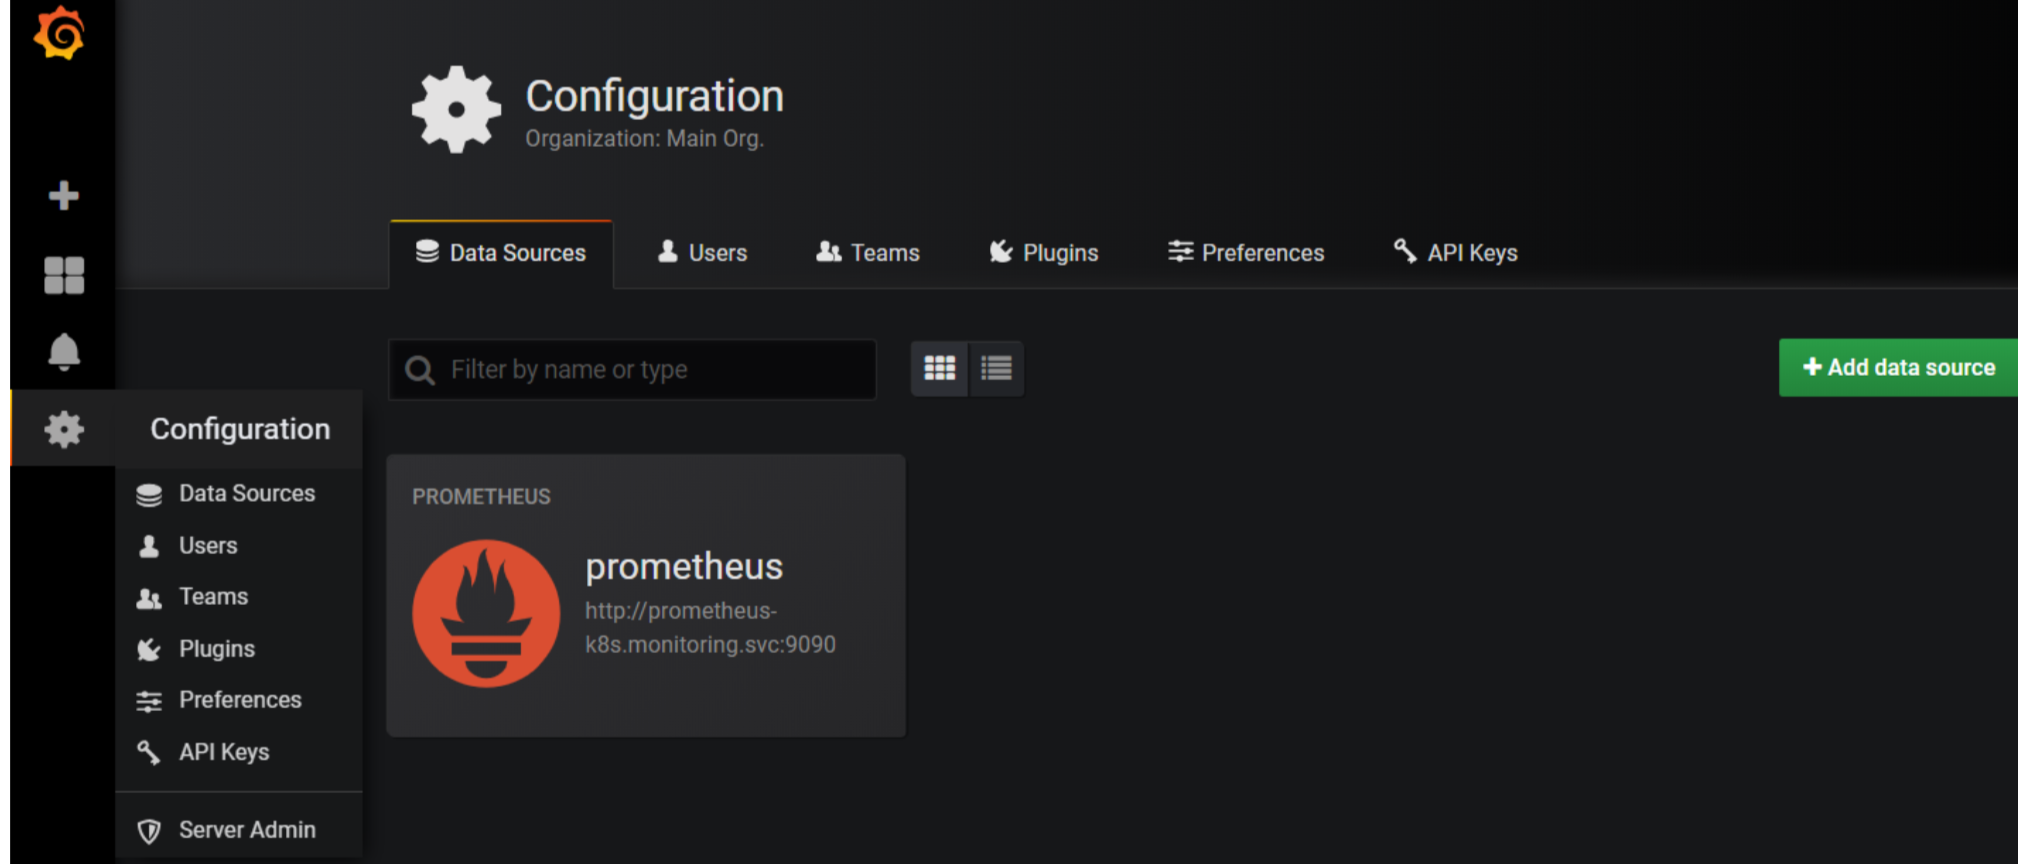 Configuration
Organization: Main Org.
Data Sources
Users
Teams
Plugins
Preferences
API Keys
Filter by name or type
+ Add data source
Configuration
Data Sources
Users
Teams
Plugins
Preferences
API Keys
Server Admin
PROMETHEUS
prometheus
http://prometheus-
k8s.monitoring.svc:9090